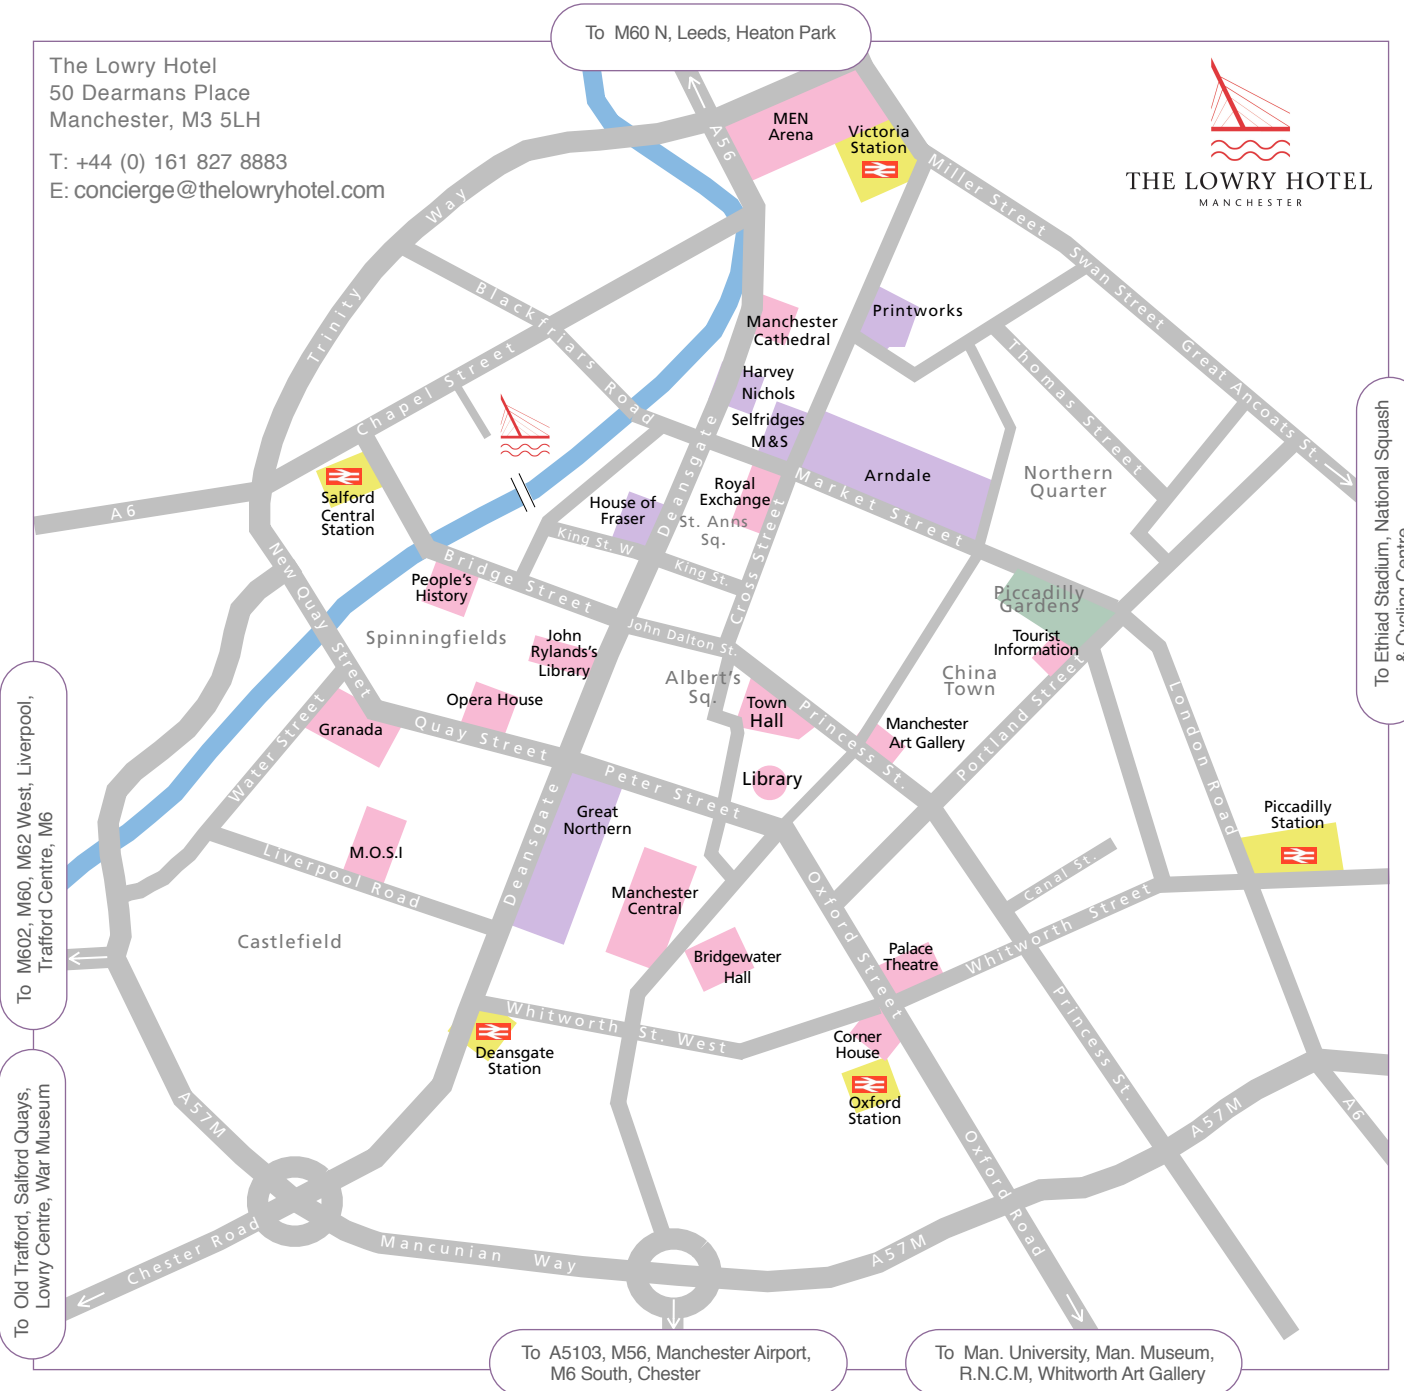 To M60 N, Leeds, Heaton Park
The Lowry Hotel
50 Dearmans Place
Manchester, M3 5LH
T: +44 (0) 161 827 8883
E: concierge@thelowryhotel.com
THE LOWRY HOTEL
MANCHESTER
MEN
Arena
Victoria
Station
A56
Miller Street
Swan Street
Great Ancoats St.
Trinity Way
Blackfriars Road
Chapel Street
Printworks
Manchester
Cathedral
Harvey
Nichols
Selfridges
M&S
Thomas Street
Northern
Quarter
Arndale
Market Street
Royal
Exchange
St. Anns
Sq.
House of
Fraser
Deansgate
Cross Street
King St. W
King St.
Salford
Central
Station
A6
New Quay Street
Bridge Street
People's
History
Spinningfields
John
Rylands's
Library
John Dalton St.
Albert's
Sq.
Piccadilly
Gardens
Tourist
Information
China
Town
To Ethiad Stadium, National Squash
& Cycling Centre
Opera House
Granada
Quay Street
Water Street
Town
Hall
Princess St.
Manchester
Art Gallery
Portland Street
London Road
Library
Peter Street
Great
Northern
Deansgate
Piccadilly
Station
M.O.S.I
Liverpool Road
Manchester
Central
Canal St.
Castlefield
Bridgewater
Hall
Oxford Street
Palace
Theatre
Whitworth Street
To M602, M60, M62 West, Liverpool,
Trafford Centre, M6
Whitworth St. West
Deansgate
Station
Corner
House
Oxford
Station
Princess St.
A57M
A57M
A6
To Old Trafford, Salford Quays,
Lowry Centre, War Museum
Chester Road
Mancunian Way
A57M
Oxford Road
To A5103, M56, Manchester Airport,
M6 South, Chester
To Man. University, Man. Museum,
R.N.C.M, Whitworth Art Gallery